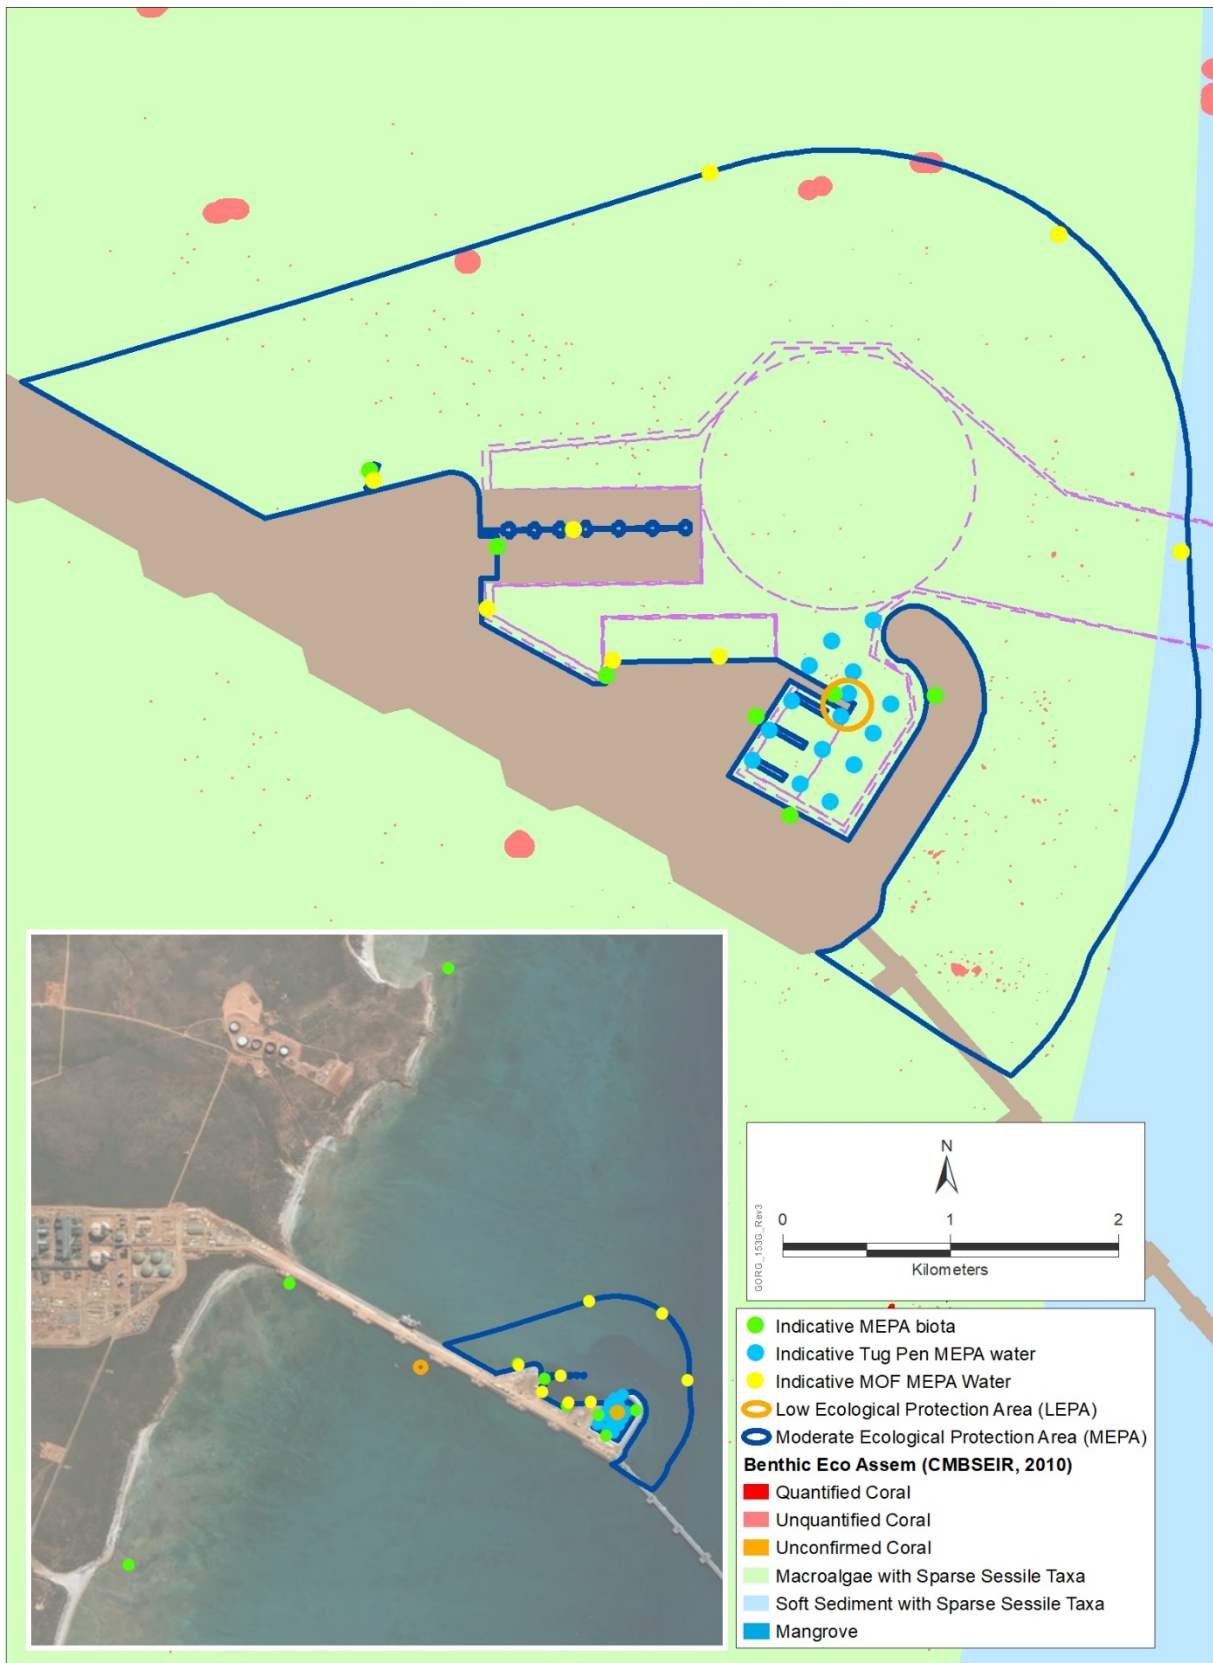 N
0 1 2
Kilometers
GORG_153G_Rev3
Indicative MEPA biota
Indicative Tug Pen MEPA water
Indicative MOF MEPA Water
Low Ecological Protection Area (LEPA)
Moderate Ecological Protection Area (MEPA)
Benthic Eco Assem (CMBSEIR, 2010)
Quantified Coral
Unquantified Coral
Unconfirmed Coral
Macroalgae with Sparse Sessile Taxa
Soft Sediment with Sparse Sessile Taxa
Mangrove